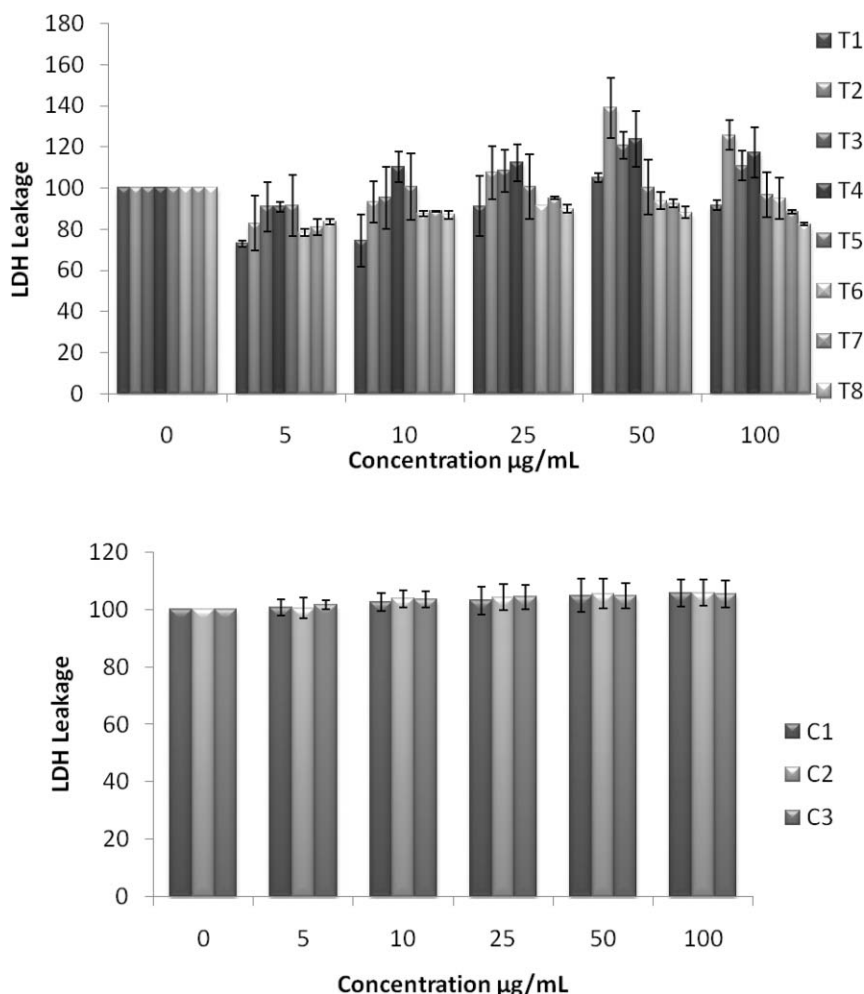 180
160
140
120
100
80
60
40
20
0
LDH Leakage
0 5 10 25 50 100
Concentration µg/mL
T1
T2
T3
T4
T5
T6
T7
T8
120
100
80
60
40
20
0
LDH Leakage
0 5 10 25 50 100
Concentration µg/mL
C1
C2
C3